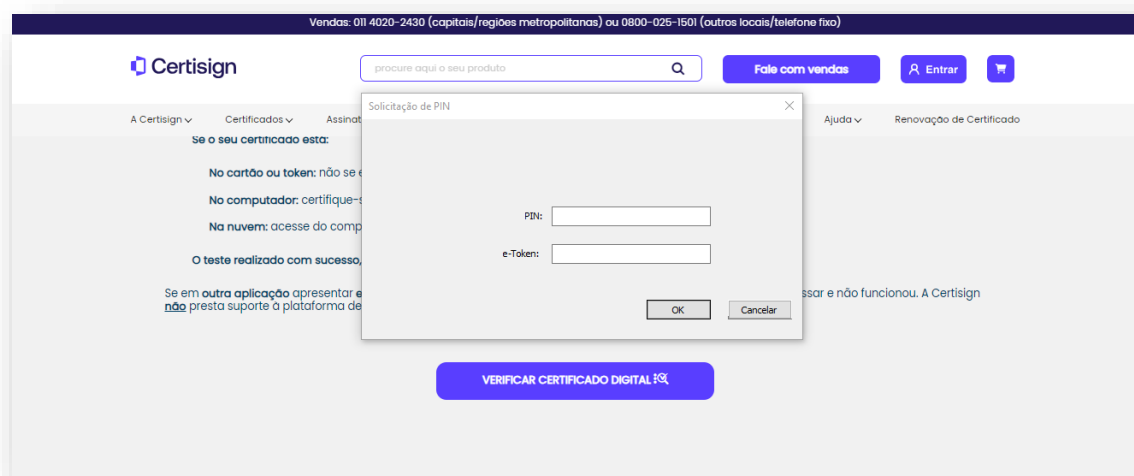 Vendas: 011 4020-2430 (capitais/regiões metropolitanas) ou 0800-025-1501 (outros locais/telefone fixo)
Certisign
procure aqui o seu produto
Fale com vendas
Entrar
A Certisign
Certificados
Assinat
Ajuda
Renovação de Certificado
Solicitação de PIN
PIN:
e-Token:
OK
Cancelar
Se o seu certificado está:
No cartão ou token: não se e
No computador: certifique-s
Na nuvem: acesse do comp
O teste realizado com sucesso,
Se em outra aplicação apresentar e ssar e não funcionou. A Certisign
não presta suporte à plataforma de
VERIFICAR CERTIFICADO DIGITAL